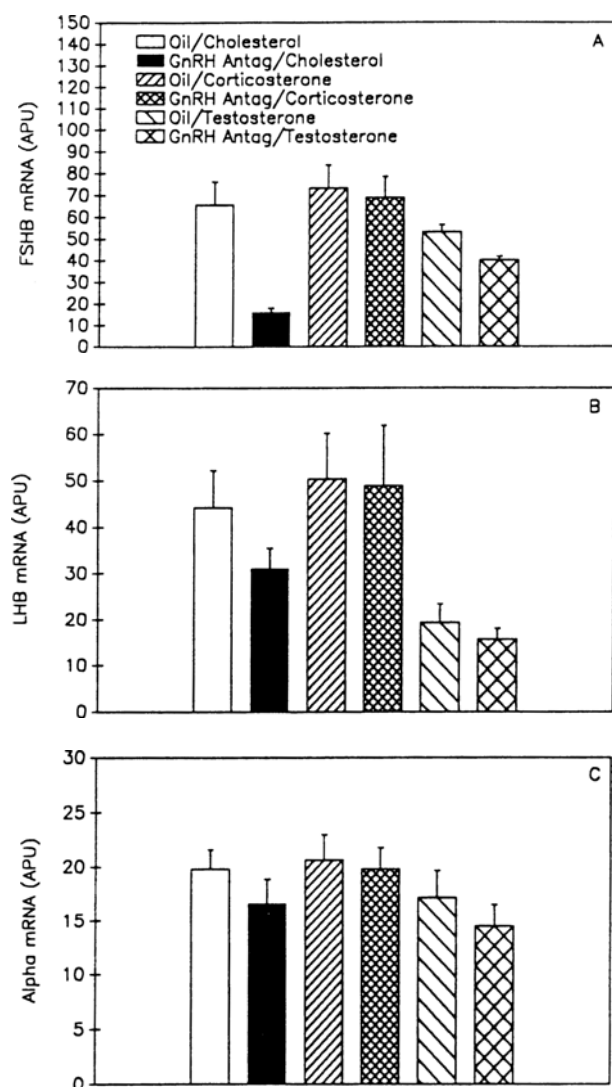 150
140
130
120
110
100
90
80
70
60
50
40
30
20
10
0
FSHB mRNA (APU)
A
Oil/Cholesterol
GnRH Antag/Cholesterol
Oil/Corticosterone
GnRH Antag/Corticosterone
Oil/Testosterone
GnRH Antag/Testosterone
70
60
50
40
30
20
10
0
LHB mRNA (APU)
B
30
25
20
15
10
5
0
Alpha mRNA (APU)
C